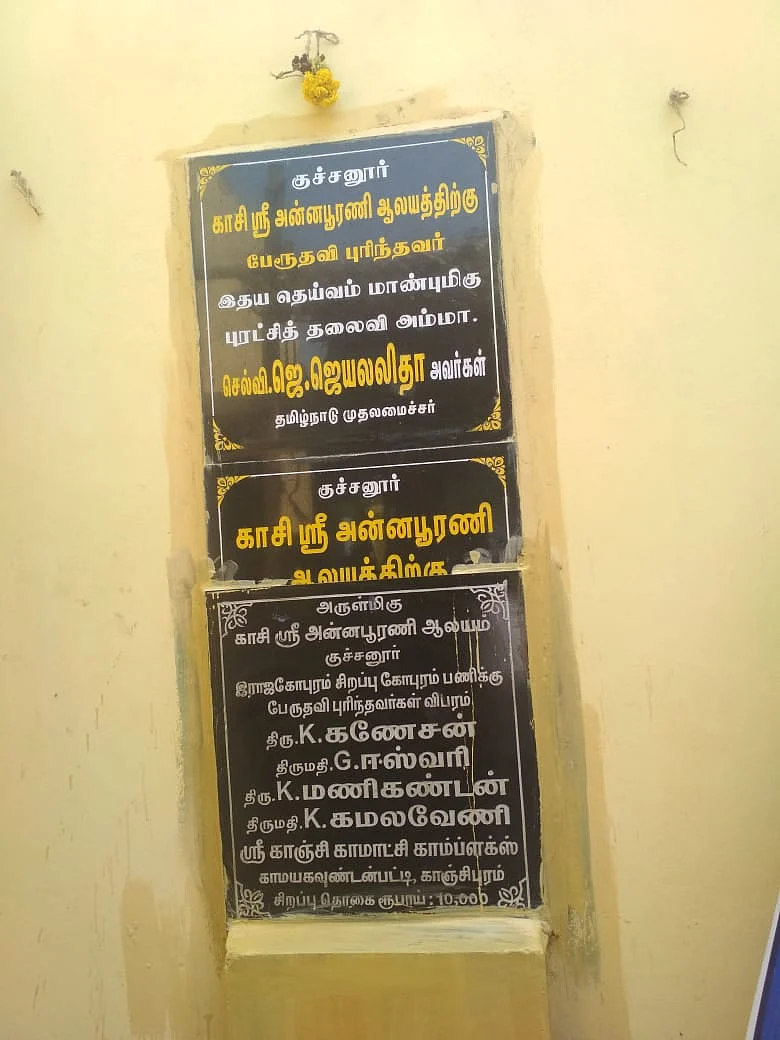 குச்சனூர்
காசி ஸ்ரீ அன்னபூரணி ஆலயத்திற்கு
பேருதவி புரிந்தவர்
இதய தெய்வம் மாண்புமிகு
புரட்சித் தலைவி அம்மா.
செல்வி.ஜெ.ஜெயலலிதா அவர்கள்
தமிழ்நாடு முதலமைச்சர்
குச்சனூர்
காசி ஸ்ரீ அன்னபூரணி
ஆலயத்திற்கு
அருள்மிகு
காசி ஸ்ரீ அன்னபூரணி ஆலயம்
குச்சனூர்
இராஜகோபுரம் சிறப்பு கோபுரம் பணிக்கு
பேருதவி புரிந்தவர்கள் விபரம்
திரு.K.கணேசன்
திருமதி.G.ஈஸ்வரி
திரு.K.மணிகண்டன்
திருமதி.K.கமலவேணி
ஸ்ரீ காஞ்சி காமாட்சி காம்ப்ளக்ஸ்
காமயகவுண்டன்பட்டி, காஞ்சிபுரம்
சிறப்பு தொகை ரூபாய் : 10,000